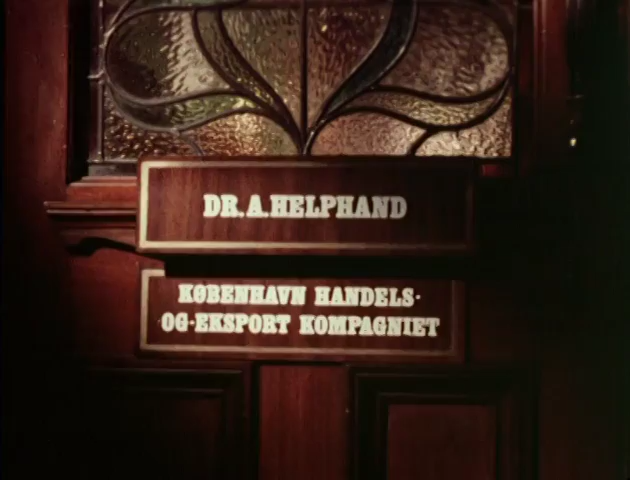 DR. A. HELPHAND
KØBENHAVN HANDELS-
OG-EKSPORT KOMPAGNIET